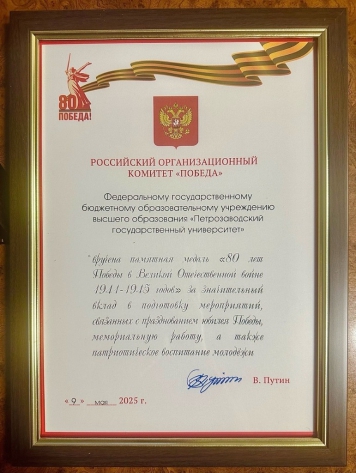 80
ПОБЕДА!
РОССИЙСКИЙ ОРГАНИЗАЦИОННЫЙ
КОМИТЕТ «ПОБЕДА»
Федеральному государственному
бюджетному образовательному учреждению
высшего образования «Петрозаводский
государственный университет»
вручена памятная медаль «80 лет
Победы в Великой Отечественной войне
1941-1945 годов» за значительный
вклад в подготовку мероприятий,
связанных с празднованием юбилея Победы,
мемориальную работу, а также
патриотическое воспитание молодёжи
В. Путин
« 9 » мая 2025 г.